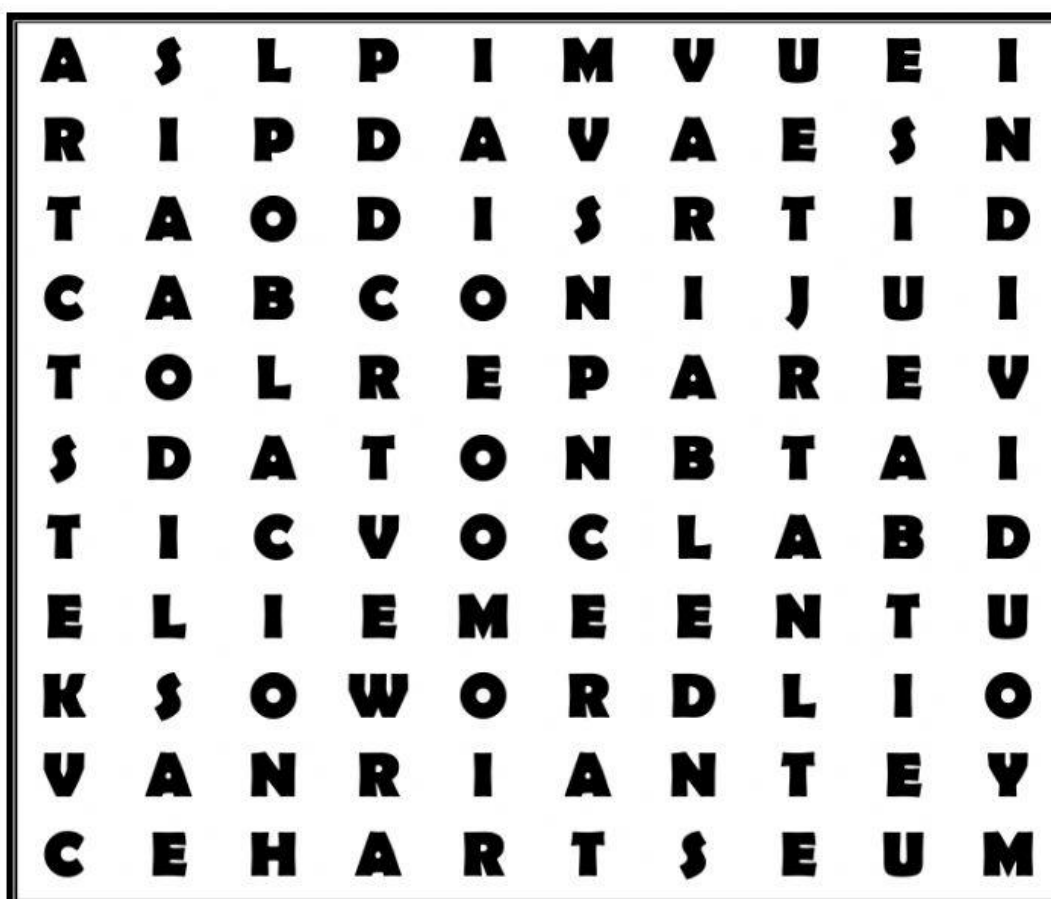 A S L P I M V U E I
R I P D A V A E S N
T A O D I S R T I D
C A B C O N I J U I
T O L R E P A R E V
S D A T O N B T A I
T I C V O C L A B D
E L I E M E E N T U
K S O W O R D L I O
V A N R I A N T E Y
C E H A R T S E U M